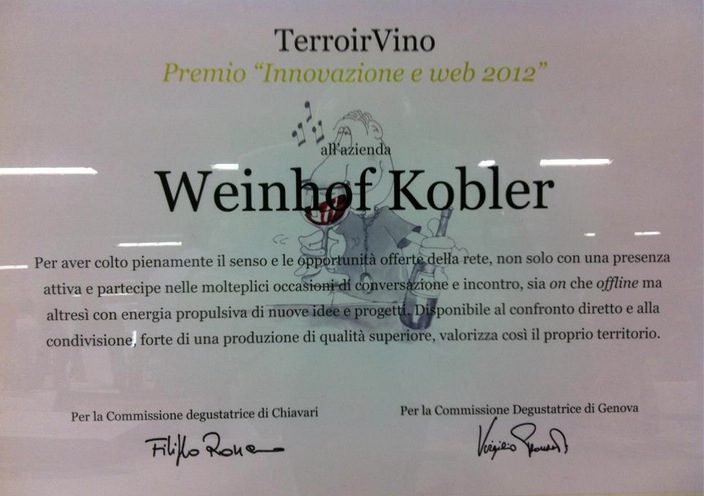 TerroirVino
Premio “Innovazione e web 2012”
all'azienda
Weinhof Kobler
Per aver colto pienamente il senso e le opportunità offerte della rete, non solo con una presenza
attiva e partecipe nelle molteplici occasioni di conversazione e incontro, sia on che offline ma
altresì con energia propulsiva di nuove idee e progetti. Disponibile al confronto diretto e alla
condivisione, forte di una produzione di qualità superiore, valorizza così il proprio territorio.
Per la Commissione degustatrice di Chiavari
Per la Commissione Degustatrice di Genova